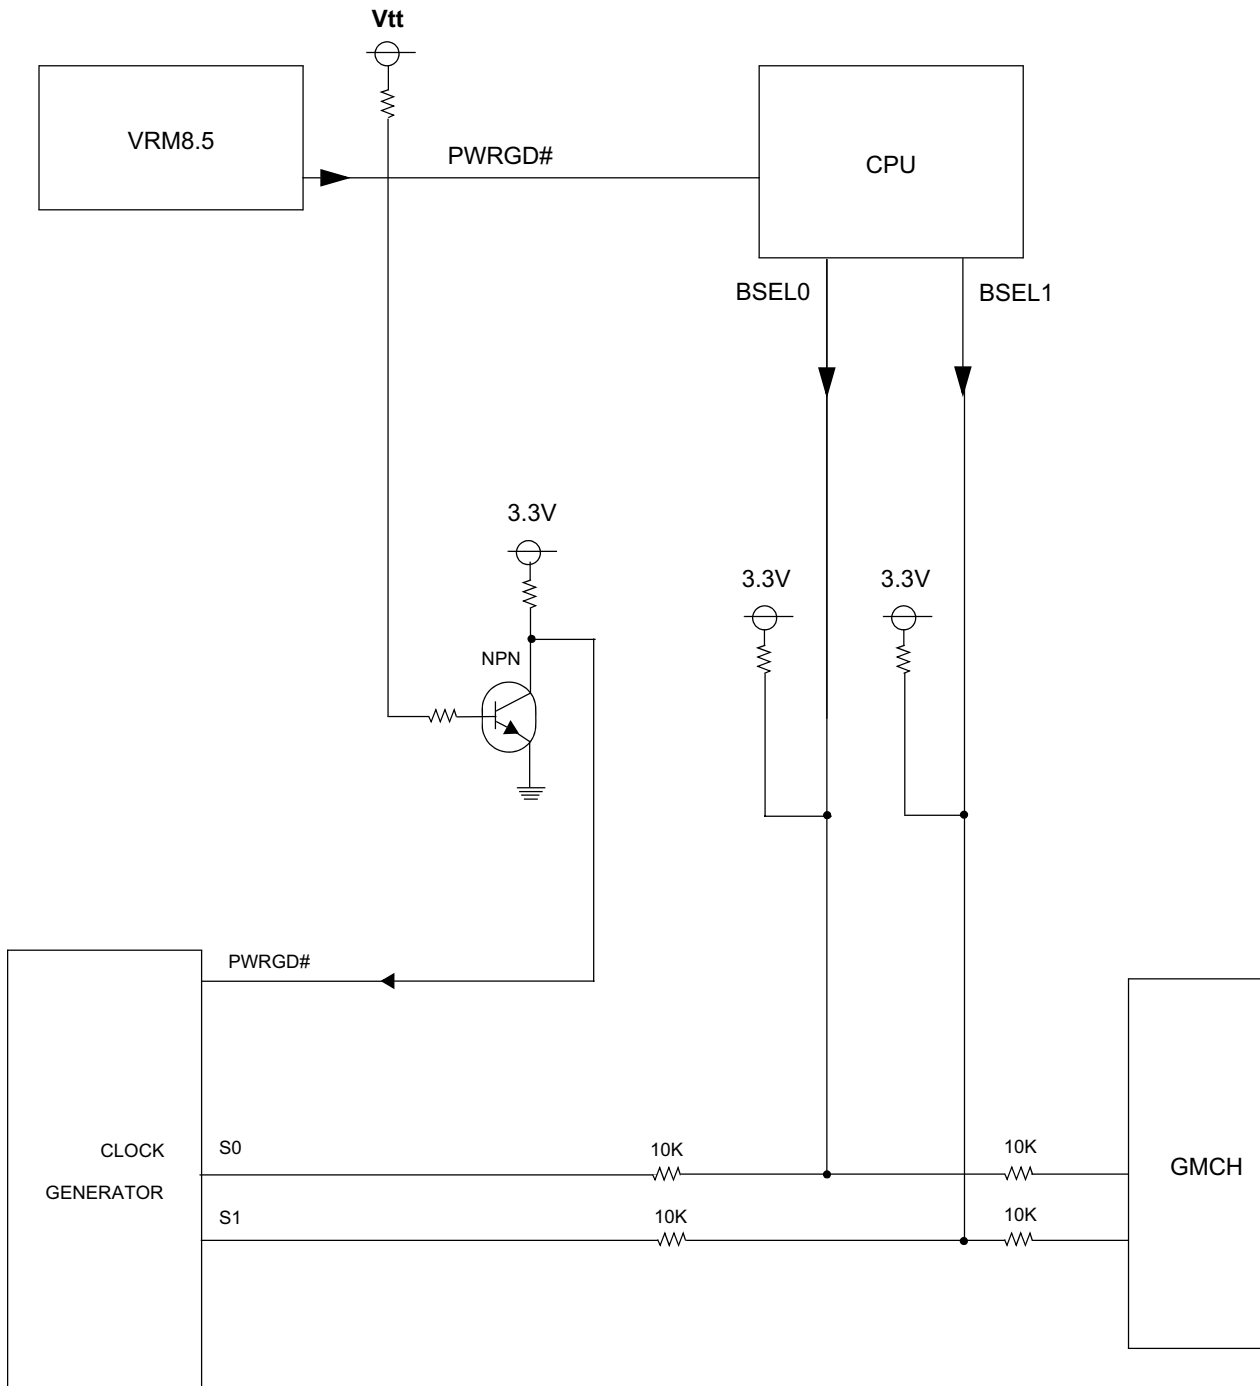 Vtt
VRM8.5
PWRGD#
CPU
BSEL0
BSEL1
3.3V
3.3V
3.3V
NPN
PWRGD#
CLOCK
GENERATOR
S0
10K
10K
GMCH
S1
10K
10K